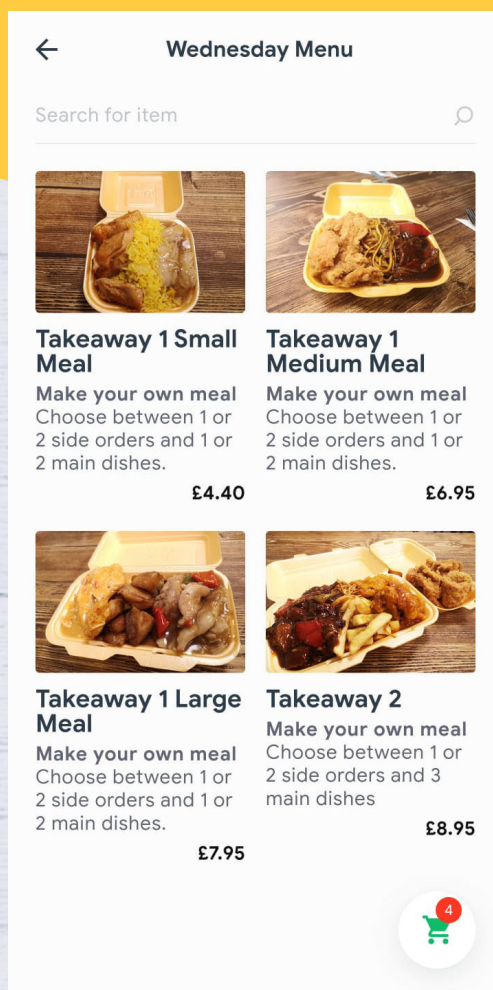 Wednesday Menu
Search for item
Takeaway 1 Small
Meal
Make your own meal
Choose between 1 or
2 side orders and 1 or
2 main dishes.
£4.40
Takeaway 1
Medium Meal
Make your own meal
Choose between 1 or
2 side orders and 1 or
2 main dishes.
£6.95
Takeaway 1 Large
Meal
Make your own meal
Choose between 1 or
2 side orders and 1 or
2 main dishes.
£7.95
Takeaway 2
Make your own meal
Choose between 1 or
2 side orders and 3
main dishes
£8.95
4